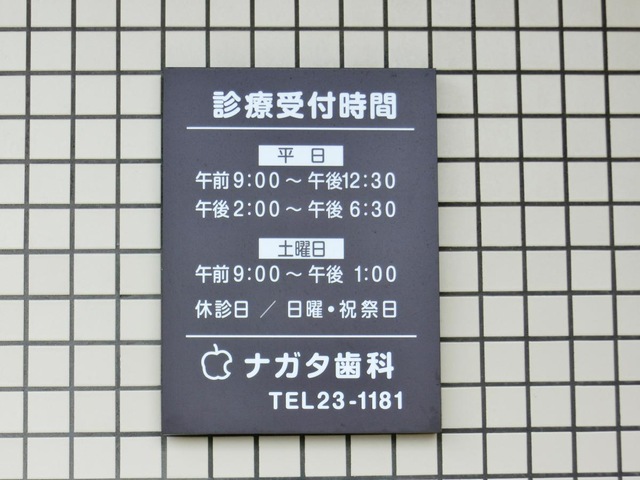 診療受付時間
平日
午前9:00～午後12:30
午後2:00～午後6:30
土曜日
午前9:00～午後1:00
休診日／日曜・祝祭日
ナガタ歯科
TEL23-1181